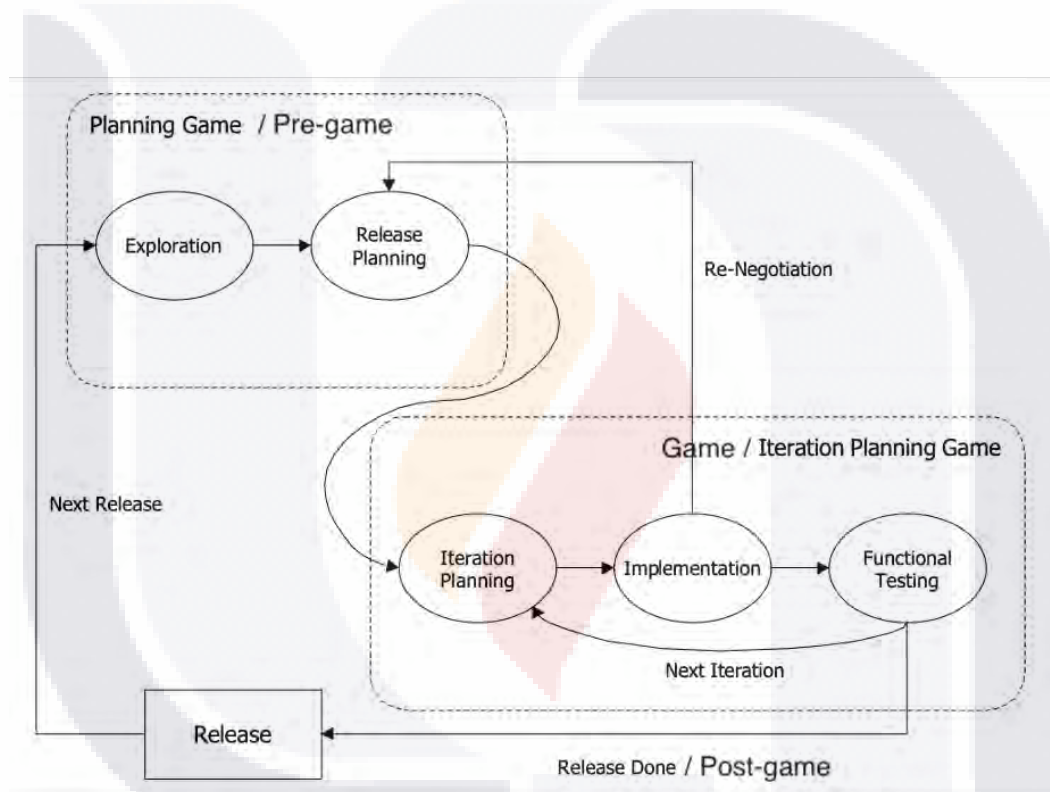 Planning Game / Pre-game
Exploration
Release
Planning
Re-Negotiation
Game / Iteration Planning Game
Next Release
Iteration
Planning
Implementation
Functional
Testing
Next Iteration
Release
Release Done / Post-game